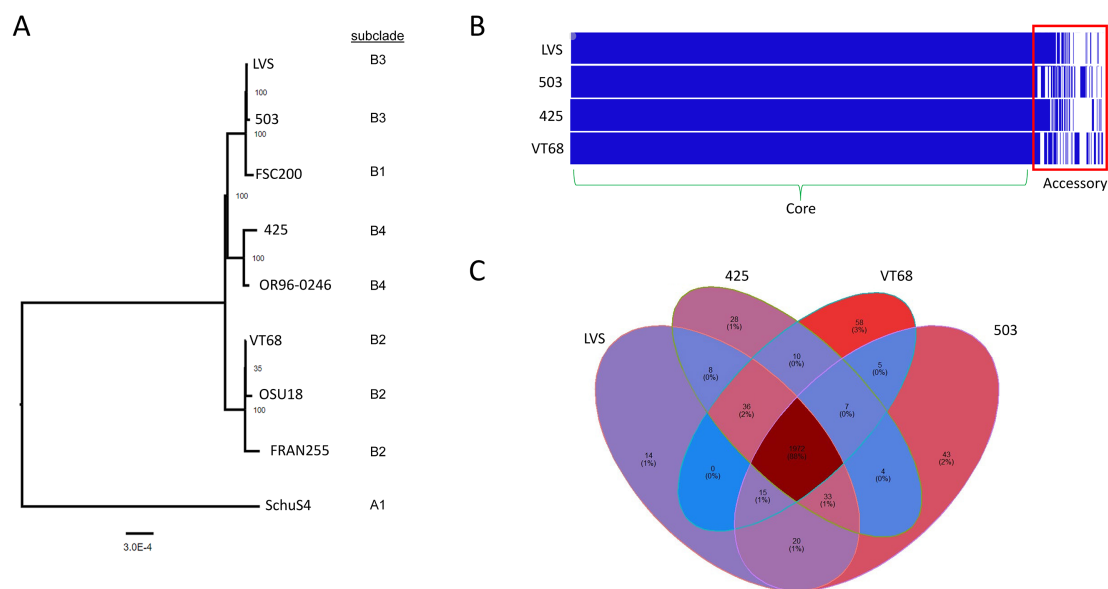 A
subclade
LVS B3
100
503 B3
100
FSC200 B1
100
425 B4
100
OR96-0246 B4
VT68 B2
35
OSU18 B2
100
FRAN255 B2
SchuS4 A1
3.0E-4
B
LVS
503
425
VT68
Core
Accessory
C
425
VT68
LVS
503
28
(1%)
58
(3%)
10
(0%)
8
(0%)
5
(0%)
36
(2%)
7
(0%)
14
(1%)
43
(2%)
0
(0%)
4
(0%)
15
(1%)
33
(1%)
20
(1%)